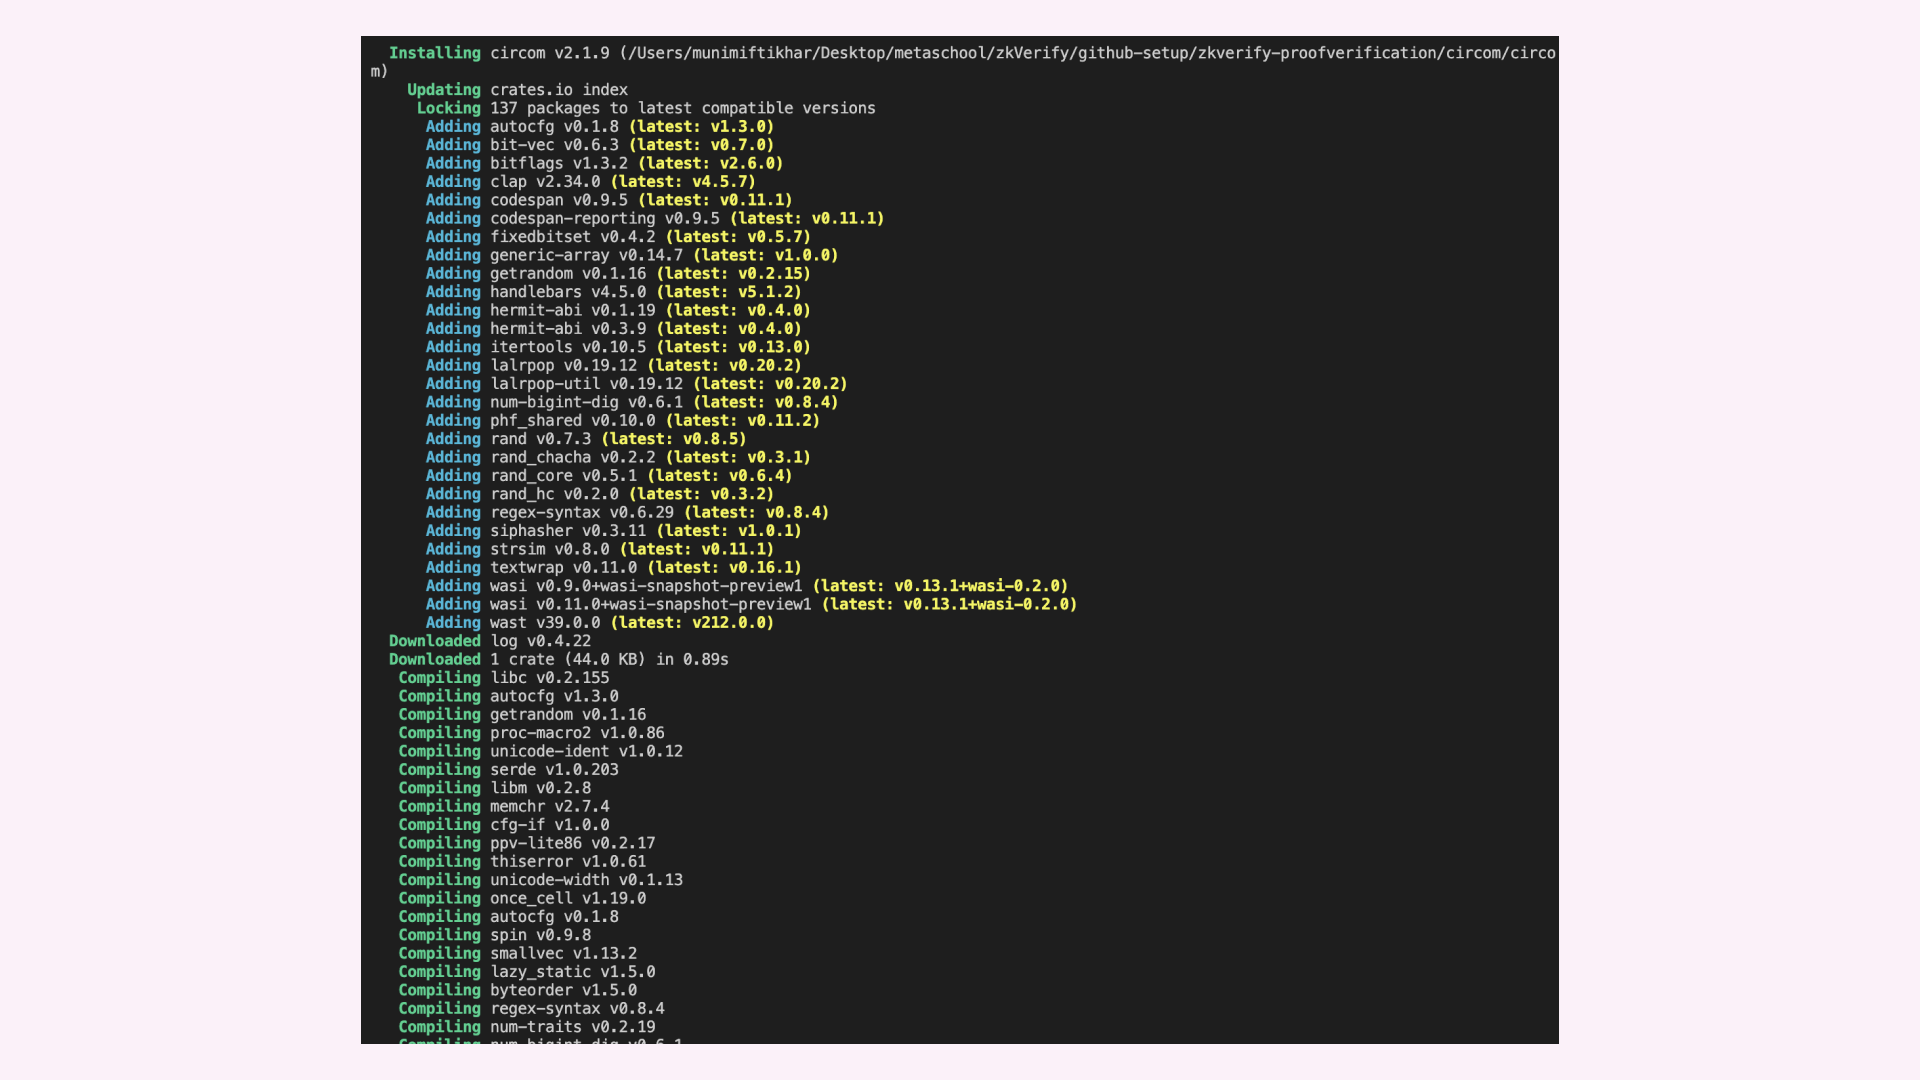 Installing circom v2.1.9 (/Users/munimiftikhar/Desktop/metaschool/zkVerify/github-setup/zkverify-proofverification/circom/circo
m)
Updating crates.io index
Locking 137 packages to latest compatible versions
Adding autocfg v0.1.8 (latest: v1.3.0)
Adding bit-vec v0.6.3 (latest: v0.7.0)
Adding bitflags v1.3.2 (latest: v2.6.0)
Adding clap v2.34.0 (latest: v4.5.7)
Adding codespan v0.9.5 (latest: v0.11.1)
Adding codespan-reporting v0.9.5 (latest: v0.11.1)
Adding fixedbitset v0.4.2 (latest: v0.5.7)
Adding generic-array v0.14.7 (latest: v1.0.0)
Adding getrandom v0.1.16 (latest: v0.2.15)
Adding handlebars v4.5.0 (latest: v5.1.2)
Adding hermit-abi v0.1.19 (latest: v0.4.0)
Adding hermit-abi v0.3.9 (latest: v0.4.0)
Adding itertools v0.10.5 (latest: v0.13.0)
Adding lalrpop v0.19.12 (latest: v0.20.2)
Adding lalrpop-util v0.19.12 (latest: v0.20.2)
Adding num-bigint-dig v0.6.1 (latest: v0.8.4)
Adding phf_shared v0.10.0 (latest: v0.11.2)
Adding rand v0.7.3 (latest: v0.8.5)
Adding rand_chacha v0.2.2 (latest: v0.3.1)
Adding rand_core v0.5.1 (latest: v0.6.4)
Adding rand_hc v0.2.0 (latest: v0.3.2)
Adding regex-syntax v0.6.29 (latest: v0.8.4)
Adding siphasher v0.3.11 (latest: v1.0.1)
Adding strsim v0.8.0 (latest: v0.11.1)
Adding textwrap v0.11.0 (latest: v0.16.1)
Adding wasi v0.9.0+wasi-snapshot-preview1 (latest: v0.13.1+wasi-0.2.0)
Adding wasi v0.11.0+wasi-snapshot-preview1 (latest: v0.13.1+wasi-0.2.0)
Adding wast v39.0.0 (latest: v212.0.0)
Downloaded log v0.4.22
Downloaded 1 crate (44.0 KB) in 0.89s
Compiling libc v0.2.155
Compiling autocfg v1.3.0
Compiling getrandom v0.1.16
Compiling proc-macro2 v1.0.86
Compiling unicode-ident v1.0.12
Compiling serde v1.0.203
Compiling libm v0.2.8
Compiling memchr v2.7.4
Compiling cfg-if v1.0.0
Compiling ppv-lite86 v0.2.17
Compiling thiserror v1.0.61
Compiling unicode-width v0.1.13
Compiling once_cell v1.19.0
Compiling autocfg v0.1.8
Compiling spin v0.9.8
Compiling smallvec v1.13.2
Compiling lazy_static v1.5.0
Compiling byteorder v1.5.0
Compiling regex-syntax v0.8.4
Compiling num-traits v0.2.19
Compiling num-bigint-dig v0.6.1